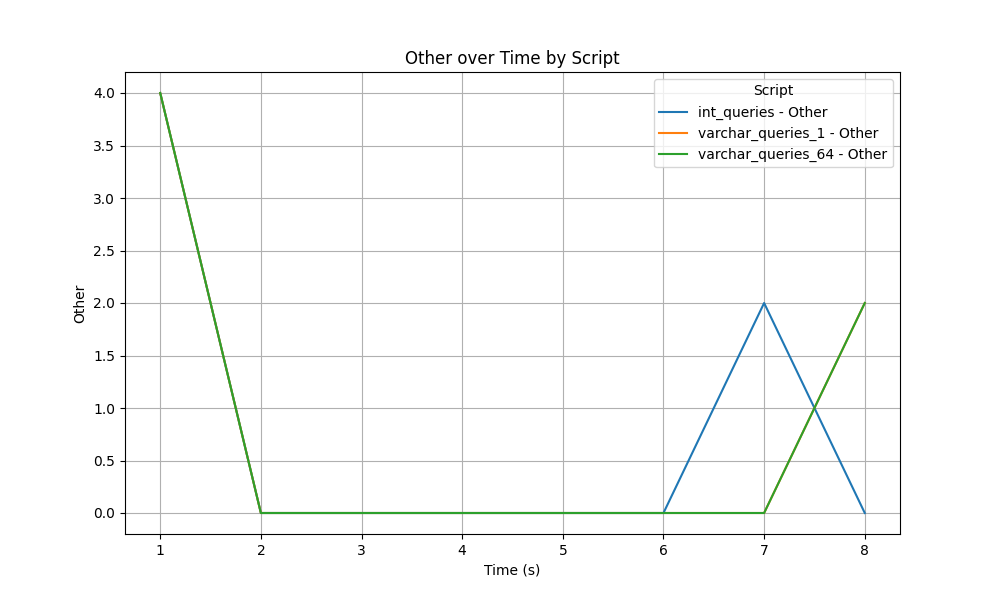 Other over Time by Script
Script
int_queries - Other
varchar_queries_1 - Other
varchar_queries_64 - Other
Other
4.0
3.5
3.0
2.5
2.0
1.5
1.0
0.5
0.0
1 2 3 4 5 6 7 8
Time (s)